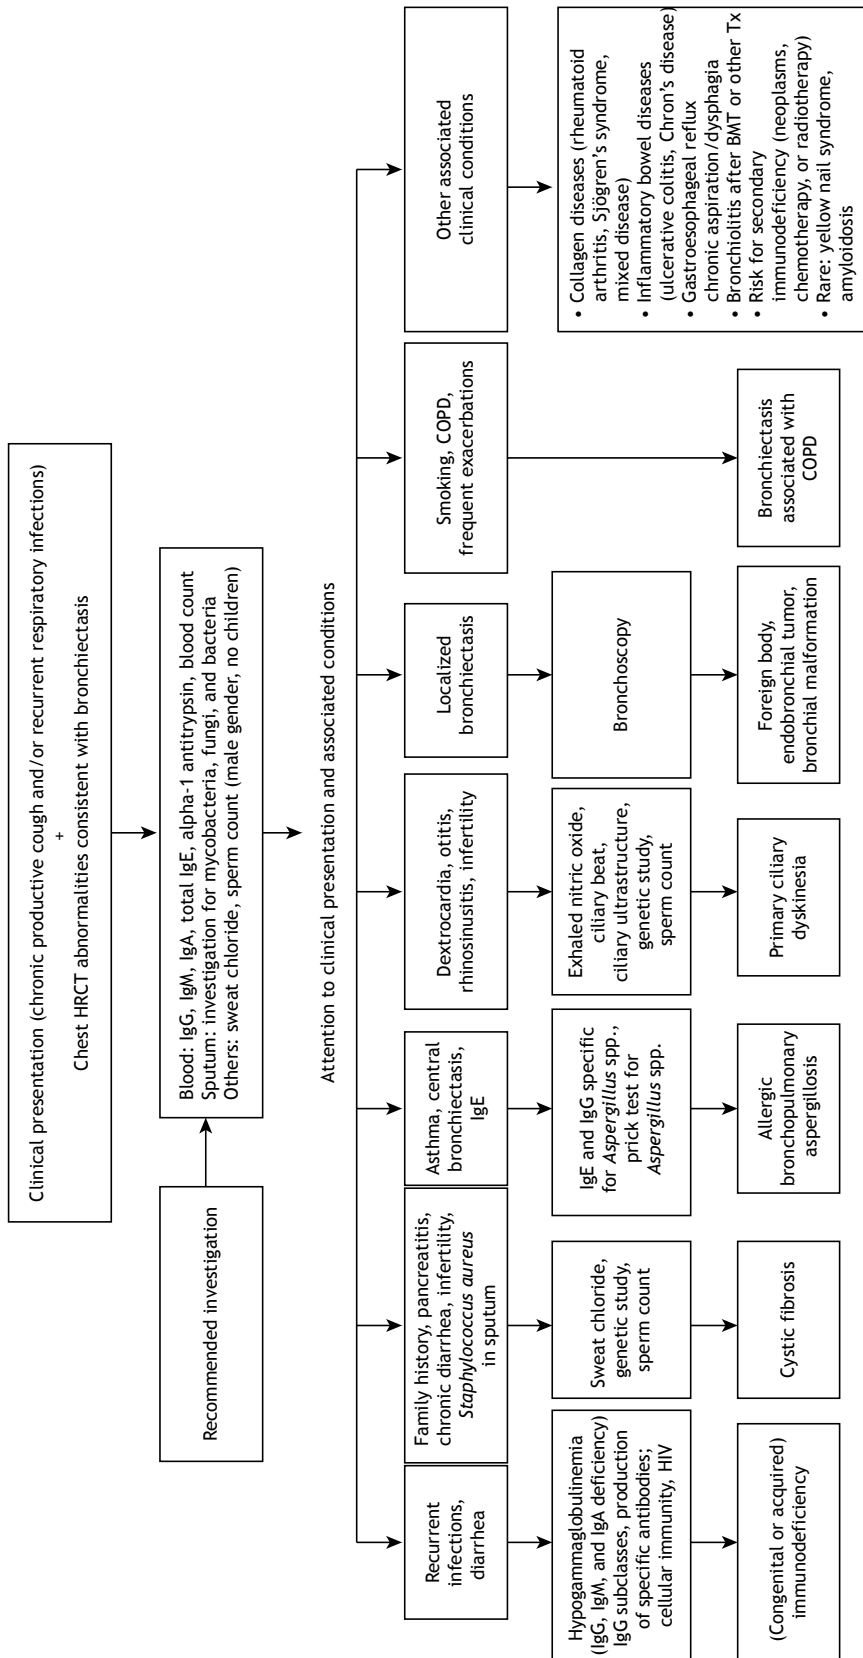 Clinical presentation (chronic productive cough and/or recurrent respiratory infections)
+
Chest HRCT abnormalities consistent with bronchiectasis
Recommended investigation
Blood: IgG, IgM, IgA, total IgE, alpha-1 antitrypsin, blood count
Sputum: investigation for mycobacteria, fungi, and bacteria
Others: sweat chloride, sperm count (male gender, no children)
Attention to clinical presentation and associated conditions
Recurrent
infections,
diarrhea
Family history, pancreatitis,
chronic diarrhea, infertility,
Staphylococcus aureus
in sputum
Asthma, central
bronchiectasis,
IgE
Dextrocardia, otitis,
rhinosinusitis, infertility
Localized
bronchiectasis
Smoking, COPD,
frequent exacerbations
Other associated
clinical conditions
Hypogammaglobulinemia
(IgG, IgM, and IgA deficiency)
IgG subclasses, production
of specific antibodies;
cellular immunity, HIV
Sweat chloride,
genetic study,
sperm count
IgE and IgG specific
for Aspergillus spp.,
prick test for
Aspergillus spp.
Exhaled nitric oxide,
ciliary beat,
ciliary ultrastructure,
genetic study,
sperm count
Bronchoscopy
(Congenital or acquired)
immunodeficiency
Cystic fibrosis
Allergic
bronchopulmonary
aspergillosis
Primary ciliary
dyskinesia
Foreign body,
endobronchial tumor,
bronchial malformation
Bronchiectasis
associated with
COPD
• Collagen diseases (rheumatoid
arthritis, Sjögren's syndrome,
mixed disease)
• Inflammatory bowel diseases
(ulcerative colitis, Chron's disease)
• Gastroesophageal reflux
chronic aspiration/dysphagia
• Bronchiolitis after BMT or other Tx
• Risk for secondary
immunodeficiency (neoplasms,
chemotherapy, or radiotherapy)
• Rare: yellow nail syndrome,
amyloidosis